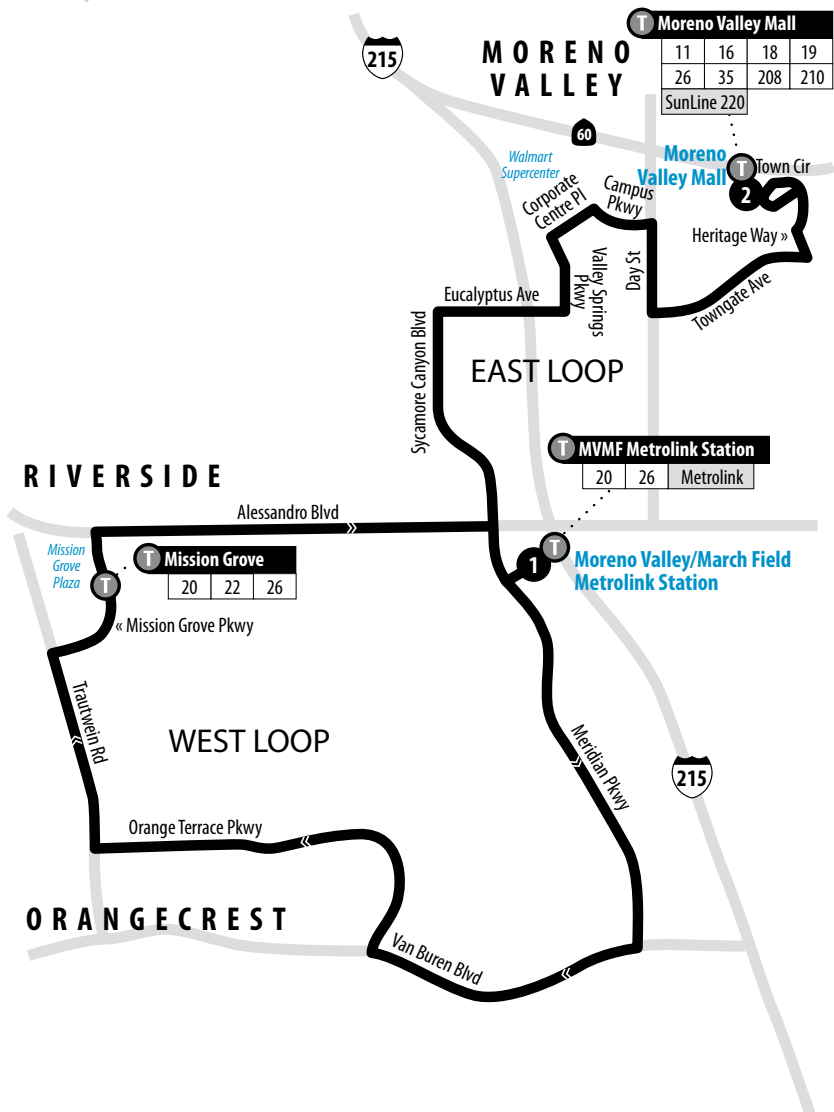 T Moreno Valley Mall
11 16 18 19
26 35 208 210
SunLine 220
215
MORENO
VALLEY
60
Walmart
Supercenter
Moreno
Valley Mall
T
Town Cir
2
Corporate
Centre Pl
Campus
Pkwy
Heritage Way »
Valley Springs
Pkwy
Day St
Towngate Ave
Eucalyptus Ave
Sycamore Canyon Blvd
EAST LOOP
T MVMF Metrolink Station
20 26 Metrolink
RIVERSIDE
Alessandro Blvd
»
Mission
Grove
Plaza
T Mission Grove
20 22 26
T
T
1
Moreno Valley/March Field
Metrolink Station
« Mission Grove Pkwy
Trautwein Rd
»
WEST LOOP
Meridian Pkwy
»
215
Orange Terrace Pkwy
«
ORANGECREST
Van Buren Blvd
«